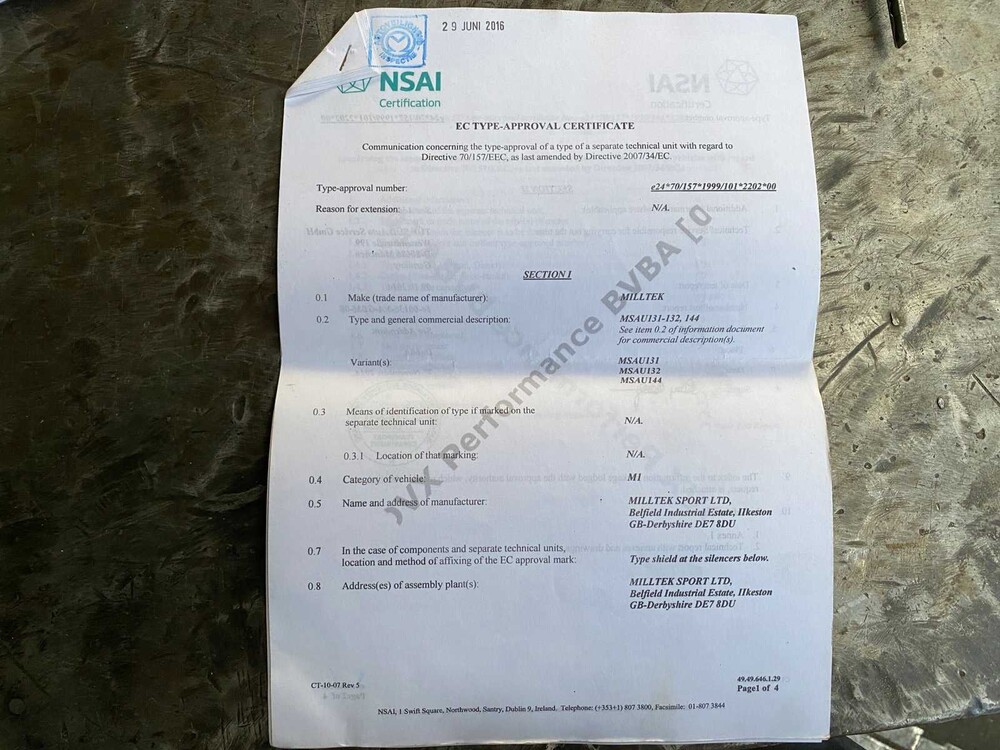 29 JUNI 2016
NSAI
Certification
EC TYPE-APPROVAL CERTIFICATE
Communication concerning the type-approval of a type of a separate technical unit with regard to
Directive 70/157/EEC, as last amended by Directive 2007/34/EC.
Type-approval number: e24*70/157*1999/101*2202*00
Reason for extension: N/A.
SECTION I
0.1 Make (trade name of manufacturer): MILLTEK
0.2 Type and general commercial description: MSAU131-132, 144
See item 0.2 of information document
for commercial description(s).
Variant(s): MSAU131
MSAU132
MSAU144
0.3 Means of identification of type if marked on the
separate technical unit: N/A.
0.3.1 Location of that marking: N/A.
0.4 Category of vehicle: M1
0.5 Name and address of manufacturer: MILLTEK SPORT LTD,
Belfield Industrial Estate, IIkeston
GB-Derbyshire DE7 8DU
0.7 In the case of components and separate technical units,
location and method of affixing of the EC approval mark: Type shield at the silencers below.
0.8 Address(es) of assembly plant(s): MILLTEK SPORT LTD,
Belfield Industrial Estate, IIkeston
GB-Derbyshire DE7 8DU
CT-10-07 Rev 5
49.49.646.1.29
Page1 of 4
NSAI, 1 Swift Square, Northwood, Santry, Dublin 9, Ireland. Telephone: (+353+1) 807 3800, Facsimile: 01-807 3844
Performance BVBA [0